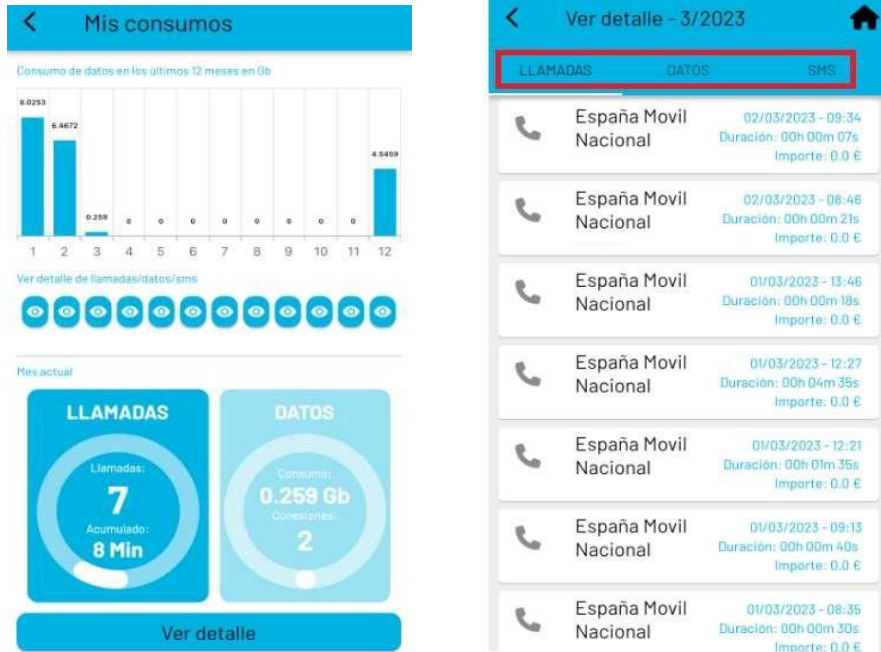 Mis consumos
Consumo de datos en los últimos 12 meses en Gb
8.0253
6.4672
0.259
0
0
0
0
0
0
0
0
4.5459
1 2 3 4 5 6 7 8 9 10 11 12
Ver detalle de llamadas/datos/sms
Mes actual
LLAMADAS
Llamadas:
7
Acumulado:
8 Min
DATOS
Consumo:
0.259 Gb
Conexiones:
2
Ver detalle
Ver detalle - 3/2023
LLAMADAS DATOS SMS
España Movil
Nacional
02/03/2023 - 09:34
Duración: 00h 00m 07s
Importe: 0.0 €
España Movil
Nacional
02/03/2023 - 08:46
Duración: 00h 00m 21s
Importe: 0.0 €
España Movil
Nacional
01/03/2023 - 13:46
Duración: 00h 00m 18s
Importe: 0.0 €
España Movil
Nacional
01/03/2023 - 12:27
Duración: 00h 04m 35s
Importe: 0.0 €
España Movil
Nacional
01/03/2023 - 12:21
Duración: 00h 01m 35s
Importe: 0.0 €
España Movil
Nacional
01/03/2023 - 09:13
Duración: 00h 00m 40s
Importe: 0.0 €
España Movil
Nacional
01/03/2023 - 08:35
Duración: 00h 00m 30s
Importe: 0.0 €